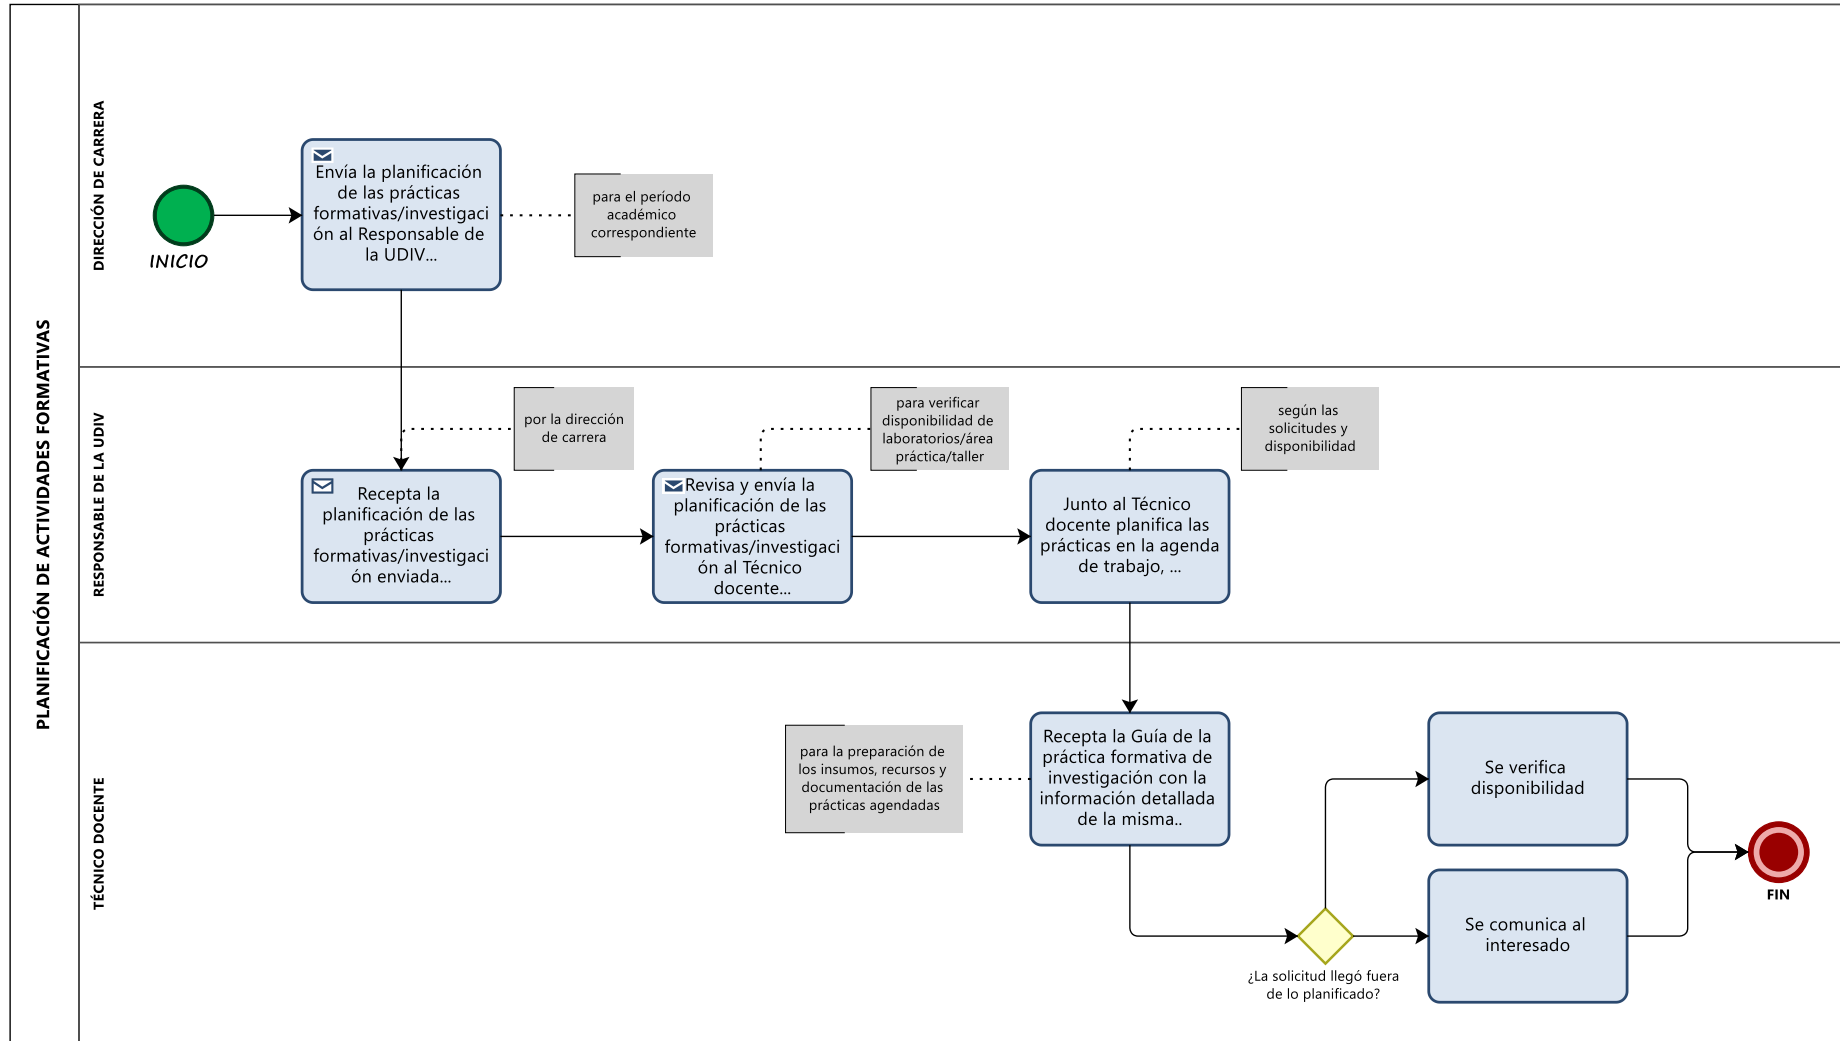 PLANIFICACIÓN DE ACTIVIDADES FORMATIVAS
DIRECCIÓN DE CARRERA
INICIO
Envía la planificación
de las prácticas
formativas/investigaci
ón al Responsable de
la UDIV...
para el período
académico
correspondiente
RESPONSABLE DE LA UDIV
por la dirección
de carrera
para verificar
disponibilidad de
laboratorios/área
práctica/taller
según las
solicitudes y
disponibilidad
Recepta la
planificación de las
prácticas
formativas/investigaci
ón enviada...
Revisa y envía la
planificación de las
prácticas
formativas/investigaci
ón al Técnico
docente...
Junto al Técnico
docente planifica las
prácticas en la agenda
de trabajo, ...
TÉCNICO DOCENTE
para la preparación de
los insumos, recursos y
documentación de las
prácticas agendadas
Recepta la Guía de la
práctica formativa de
investigación con la
información detallada
de la misma..
¿La solicitud llegó fuera
de lo planificado?
Se verifica
disponibilidad
Se comunica al
interesado
FIN